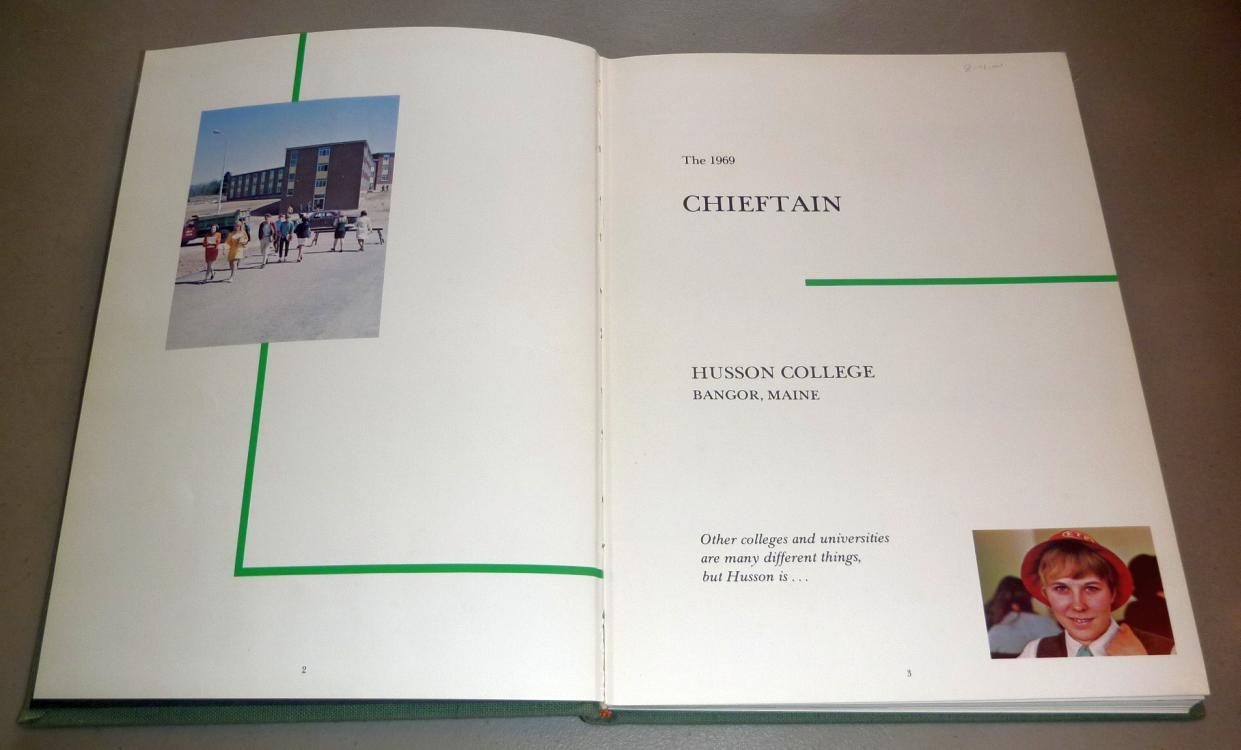 The 1969
CHIEFTAIN
HUSSON COLLEGE
BANGOR, MAINE
Other colleges and universities
are many different things,
but Husson is . . .
2
3